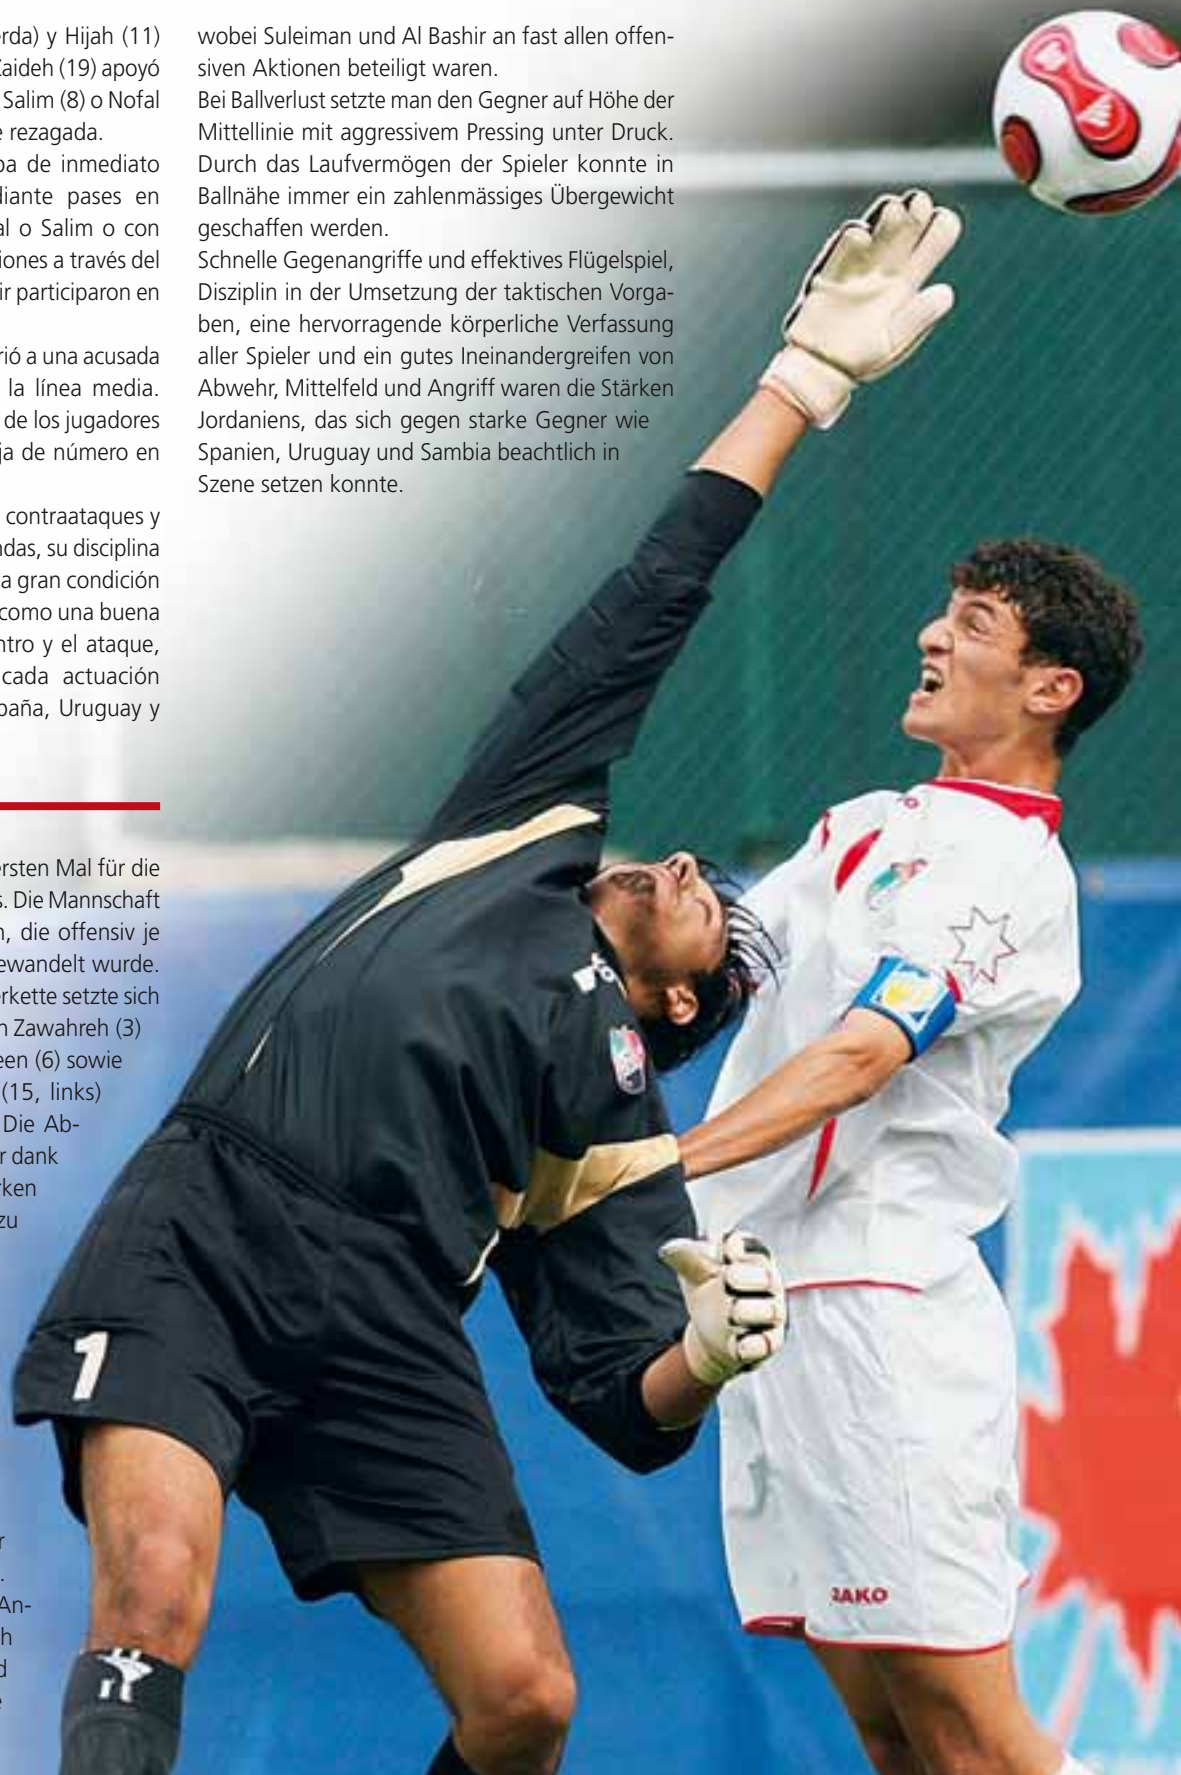 erda) y Hijah (11)
Zaideh (19) apoyó
Salim (8) o Nofal
e rezagada.
ba de inmediato
diante pases en
al o Salim o con
iones a través del
ir participaron en
rió a una acusada
la línea media.
de los jugadores
ja de número en
contraataques y
ndas, su disciplina
a gran condición
como una buena
ntro y el ataque,
cada actuación
paña, Uruguay y
ersten Mal für die
s. Die Mannschaft
n, die offensiv je
ewandelt wurde.
erkette setzte sich
n Zawahreh (3)
een (6) sowie
(15, links)
Die Ab-
r dank
rken
zu
r
.
An-
h
d
e
wobei Suleiman und Al Bashir an fast allen offen-
siven Aktionen beteiligt waren.
Bei Ballverlust setzte man den Gegner auf Höhe der
Mittellinie mit aggressivem Pressing unter Druck.
Durch das Laufvermögen der Spieler konnte in
Ballnähe immer ein zahlenmässiges Übergewicht
geschaffen werden.
Schnelle Gegenangriffe und effektives Flügelspiel,
Disziplin in der Umsetzung der taktischen Vorga-
ben, eine hervorragende körperliche Verfassung
aller Spieler und ein gutes Ineinandergreifen von
Abwehr, Mittelfeld und Angriff waren die Stärken
Jordaniens, das sich gegen starke Gegner wie
Spanien, Uruguay und Sambia beachtlich in
Szene setzen konnte.
1
JAKO